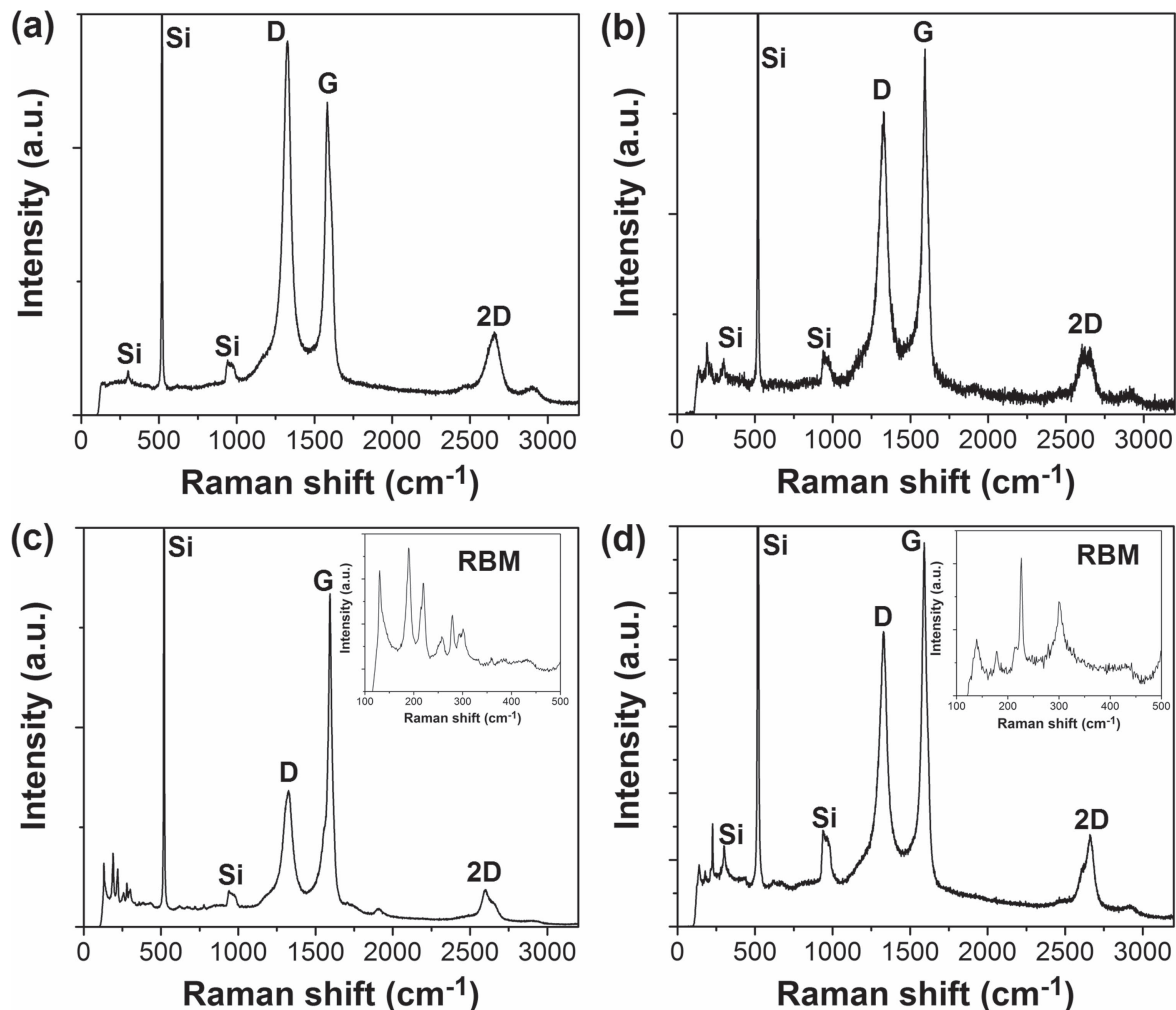 (a)
Intensity (a.u.)
Si
Si
Si
D
G
2D
0 500 1000 1500 2000 2500 3000
Raman shift (cm-1)
(b)
Intensity (a.u.)
Si
Si
Si
D
G
2D
0 500 1000 1500 2000 2500 3000
Raman shift (cm-1)
(c)
Intensity (a.u.)
Si
Si
D
G
2D
0 500 1000 1500 2000 2500 3000
Raman shift (cm-1)
RBM
Intensity (a.u.)
100 200 300 400 500
Raman shift (cm-1)
(d)
Intensity (a.u.)
Si
Si
Si
D
G
2D
0 500 1000 1500 2000 2500 3000
Raman shift (cm-1)
RBM
Intensity (a.u.)
100 200 300 400 500
Raman shift (cm-1)